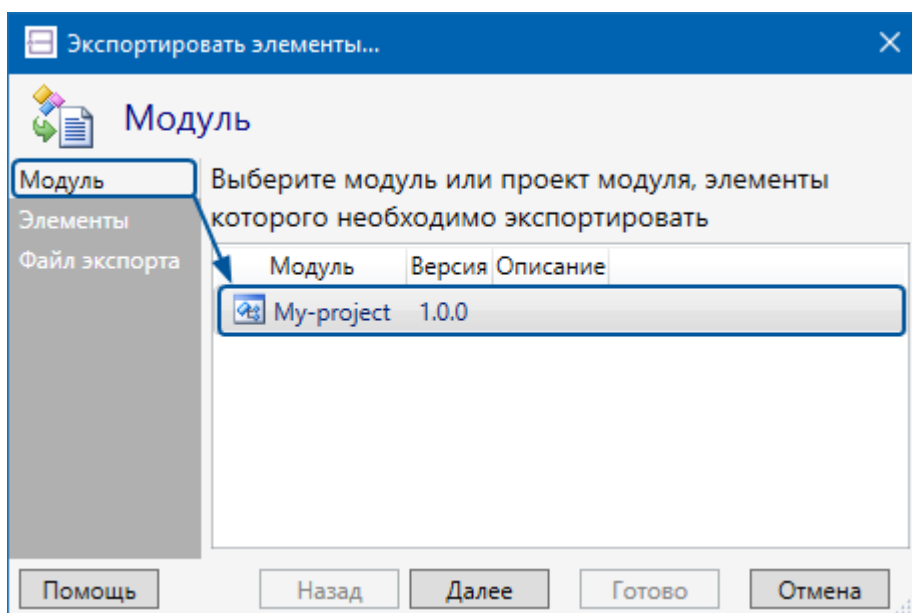 Экспортировать элементы...
Модуль
Модуль
Элементы
Файл экспорта
Выберите модуль или проект модуля, элементы
которого необходимо экспортировать
Модуль Версия Описание
My-project 1.0.0
Помощь Назад Далее Готово Отмена